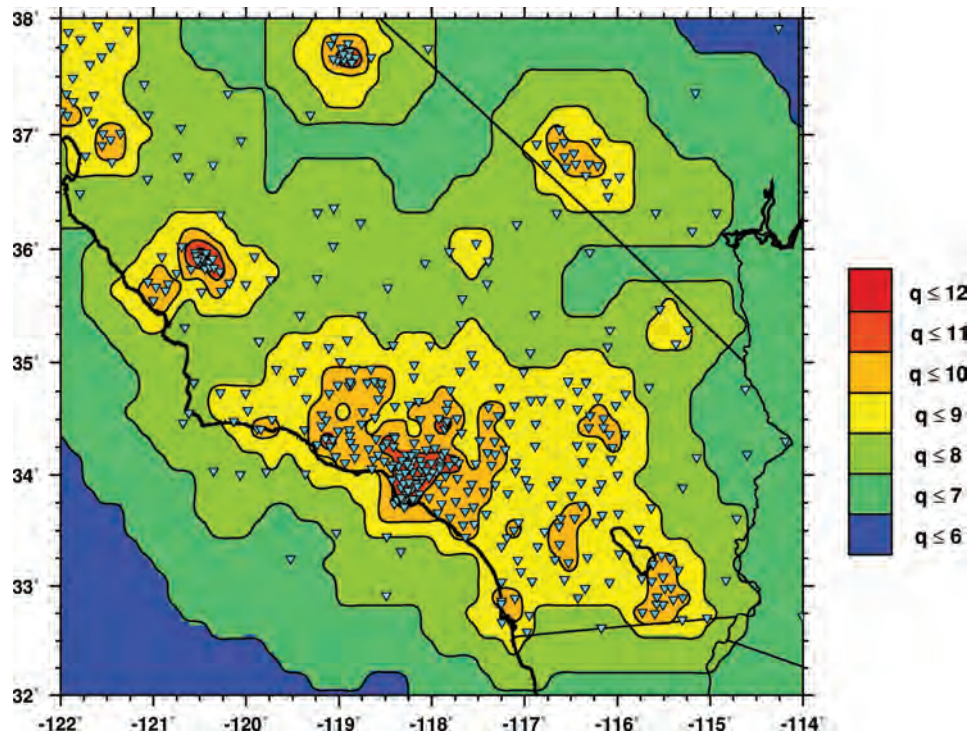 38˚
37˚
36˚
35˚
34˚
33˚
32˚
-122˚ -121˚ -120˚ -119˚ -118˚ -117˚ -116˚ -115˚ -114˚
q ≤ 12
q ≤ 11
q ≤ 10
q ≤ 9
q ≤ 8
q ≤ 7
q ≤ 6